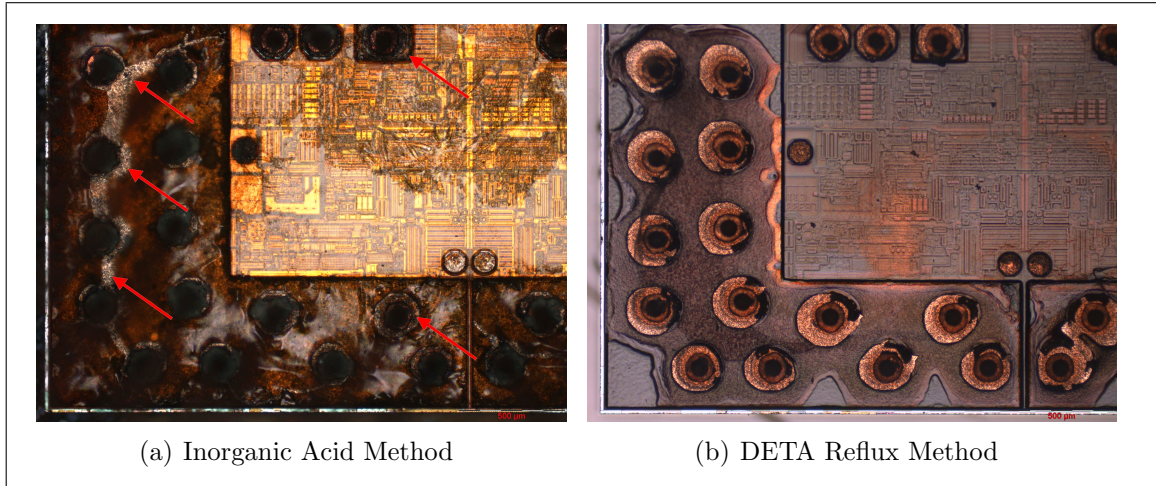 500 µm
500 µm
(a) Inorganic Acid Method
(b) DETA Reflux Method